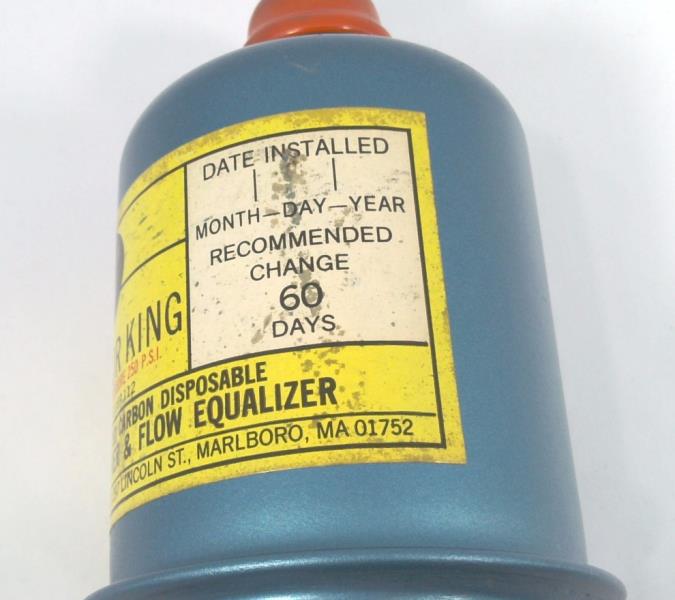 DATE INSTALLED
MONTH—DAY—YEAR
RECOMMENDED
CHANGE
60
DAYS
R KING
250 P.S.I.
CARBON DISPOSABLE
& FLOW EQUALIZER
LINCOLN ST., MARLBORO, MA 01752